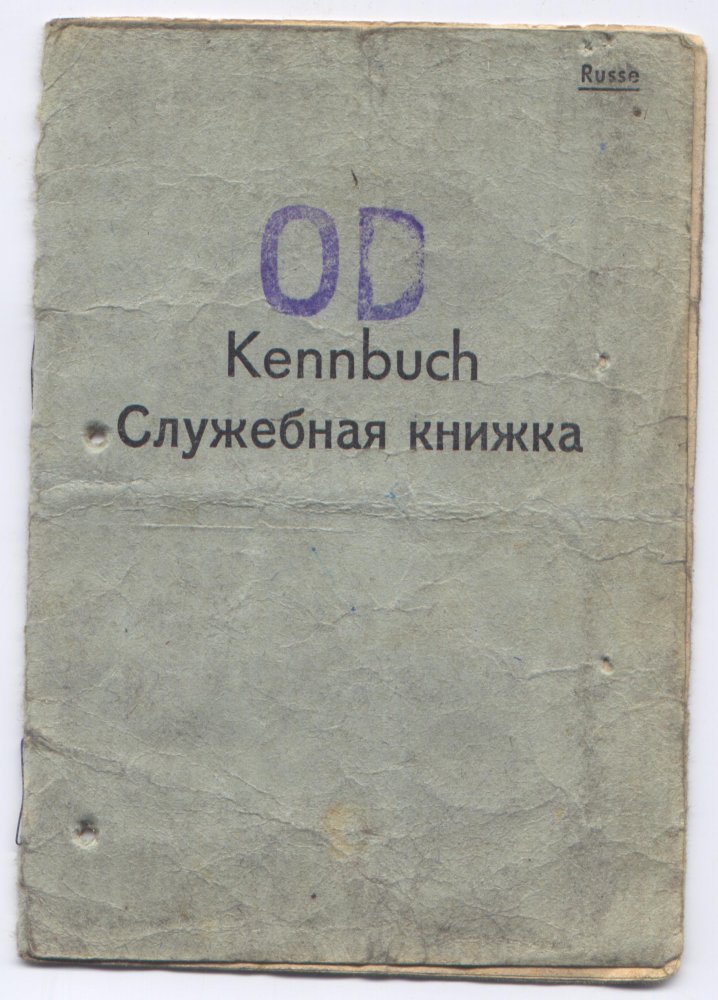 Russe
OD
Kennbuch
Служебная книжка